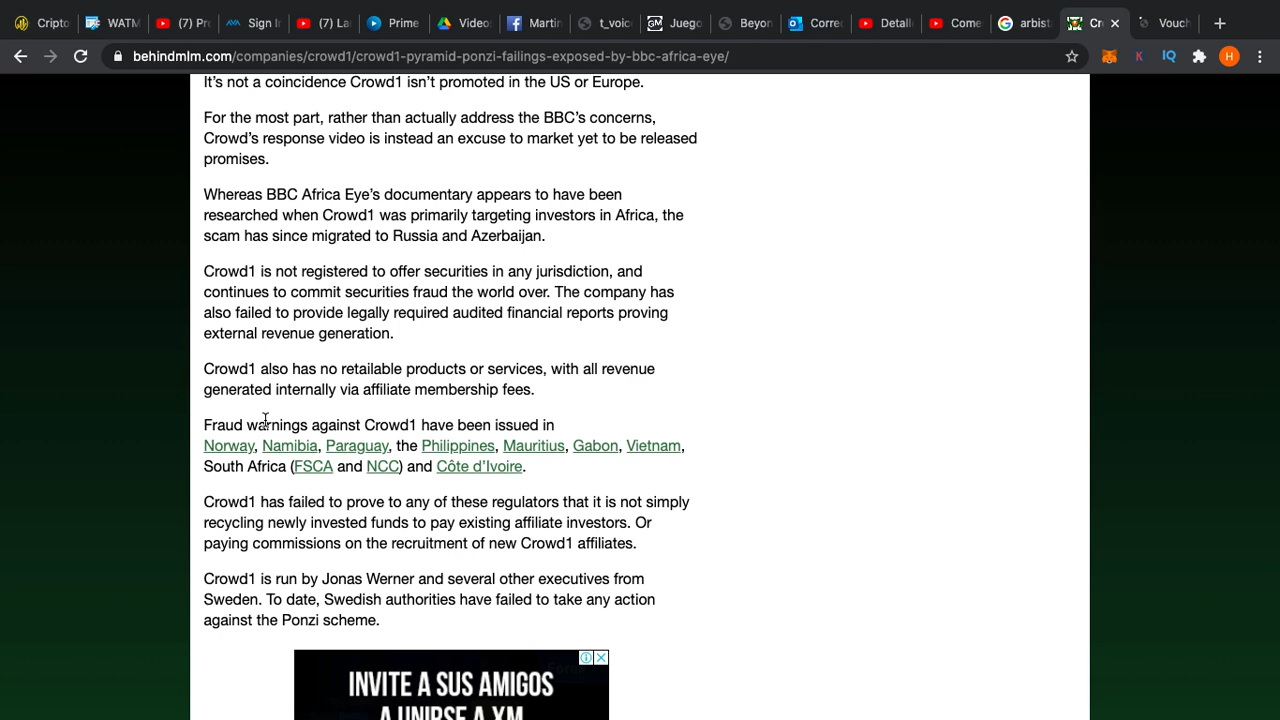 Cripto
WATM
(7) Pr
Sign I
(7) La
Prime
Video
Martin
t_voic
Juego
Beyon
Correo
Detall
Come
arbist
Cr
Vouch
behindmlm.com/companies/crowd1/crowd1-pyramid-ponzi-failings-exposed-by-bbc-africa-eye/
K
IQ
H
It’s not a coincidence Crowd1 isn’t promoted in the US or Europe.
For the most part, rather than actually address the BBC’s concerns,
Crowd’s response video is instead an excuse to market yet to be released
promises.
Whereas BBC Africa Eye’s documentary appears to have been
researched when Crowd1 was primarily targeting investors in Africa, the
scam has since migrated to Russia and Azerbaijan.
Crowd1 is not registered to offer securities in any jurisdiction, and
continues to commit securities fraud the world over. The company has
also failed to provide legally required audited financial reports proving
external revenue generation.
Crowd1 also has no retailable products or services, with all revenue
generated internally via affiliate membership fees.
Fraud warnings against Crowd1 have been issued in
Norway, Namibia, Paraguay, the Philippines, Mauritius, Gabon, Vietnam,
South Africa (FSCA and NCC) and Côte d’Ivoire.
Crowd1 has failed to prove to any of these regulators that it is not simply
recycling newly invested funds to pay existing affiliate investors. Or
paying commissions on the recruitment of new Crowd1 affiliates.
Crowd1 is run by Jonas Werner and several other executives from
Sweden. To date, Swedish authorities have failed to take any action
against the Ponzi scheme.
INVITE A SUS AMIGOS
A UNIRSE A XM